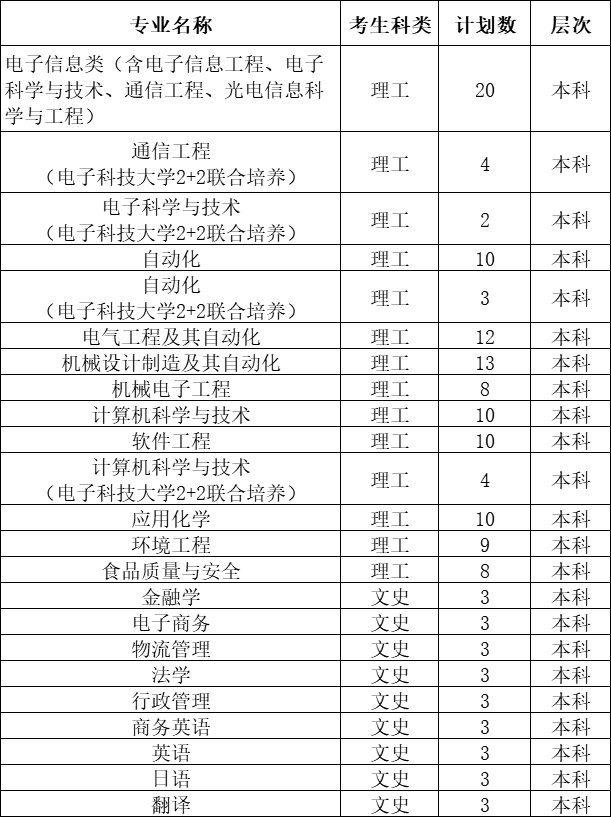 专业名称 考生科类 计划数 层次
电子信息类（含电子信息工程、电子
科学与技术、通信工程、光电信息科
学与工程） 理工 20 本科
通信工程
（电子科技大学2+2联合培养） 理工 4 本科
电子科学与技术
（电子科技大学2+2联合培养） 理工 2 本科
自动化 理工 10 本科
自动化
（电子科技大学2+2联合培养） 理工 3 本科
电气工程及其自动化 理工 12 本科
机械设计制造及其自动化 理工 13 本科
机械电子工程 理工 8 本科
计算机科学与技术 理工 10 本科
软件工程 理工 10 本科
计算机科学与技术
（电子科技大学2+2联合培养） 理工 4 本科
应用化学 理工 10 本科
环境工程 理工 9 本科
食品质量与安全 理工 8 本科
金融学 文史 3 本科
电子商务 文史 3 本科
物流管理 文史 3 本科
法学 文史 3 本科
行政管理 文史 3 本科
商务英语 文史 3 本科
英语 文史 3 本科
日语 文史 3 本科
翻译 文史 3 本科